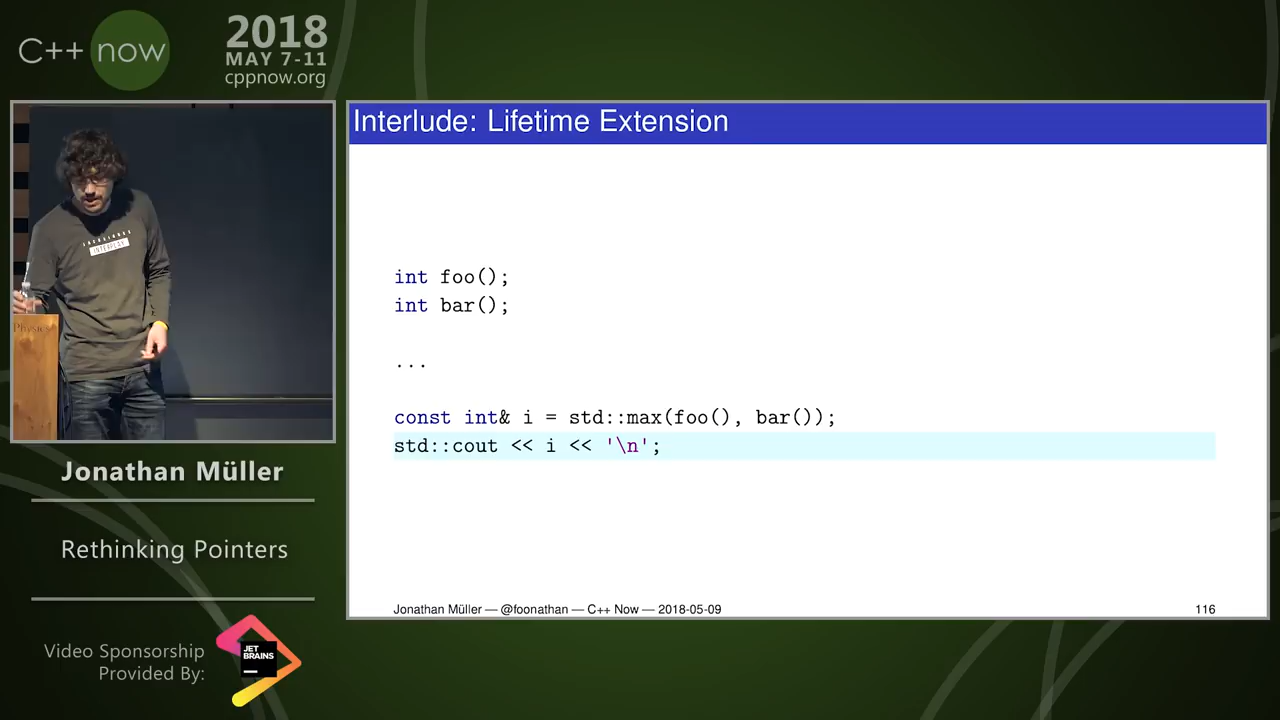 C++ now
2018
MAY 7-11
cppnow.org
Interlude: Lifetime Extension
int foo();
int bar();
...
const int& i = std::max(foo(), bar());
std::cout << i << '\n';
Jonathan Müller — @foonathan — C++ Now — 2018-05-09
116
INTERPLAY
Physics
Jonathan Müller
Rethinking Pointers
Video Sponsorship
Provided By:
JET
BRAINS